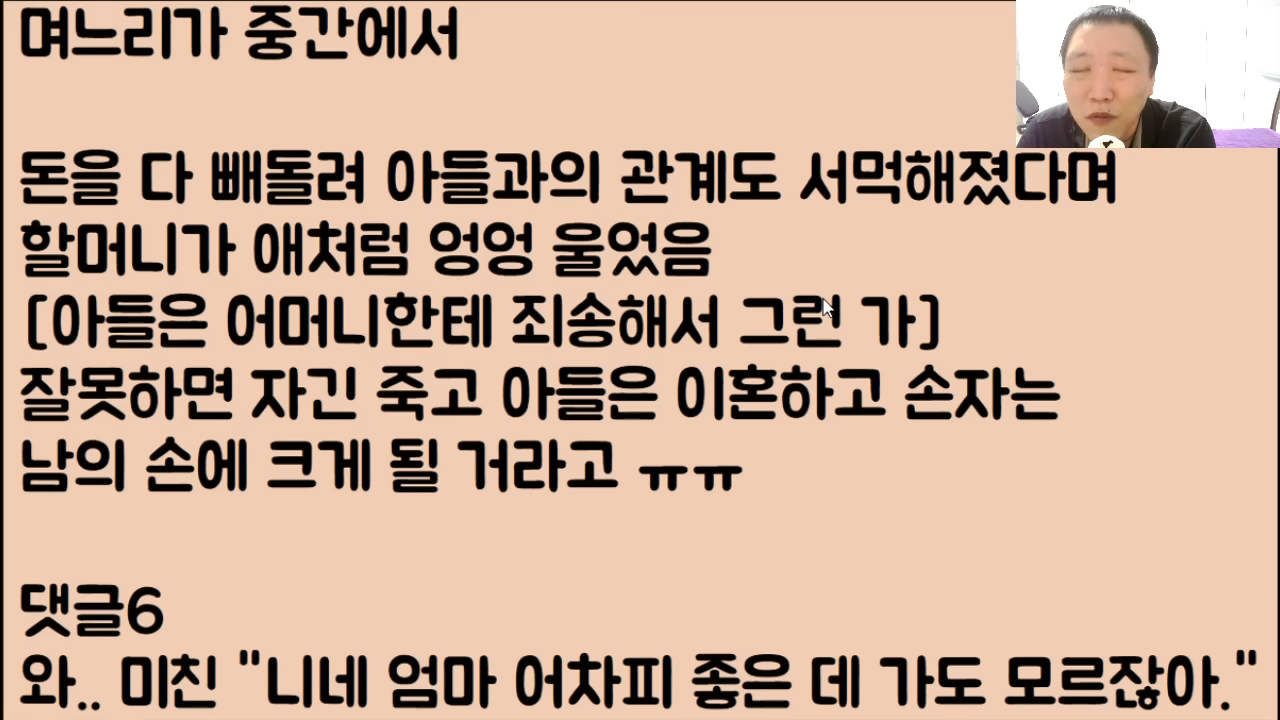 며느리가 중간에서
돈을 다 빼돌려 아들과의 관계도 서먹해졌다며
할머니가 애처럼 엉엉 울었음
[아들은 어머니한테 죄송해서 그런 가]
잘못하면 자긴 죽고 아들은 이혼하고 손자는
남의 손에 크게 될 거라고 ㅠㅠ
댓글6
와.. 미친 "니네 엄마 어차피 좋은 데 가도 모르잖아."